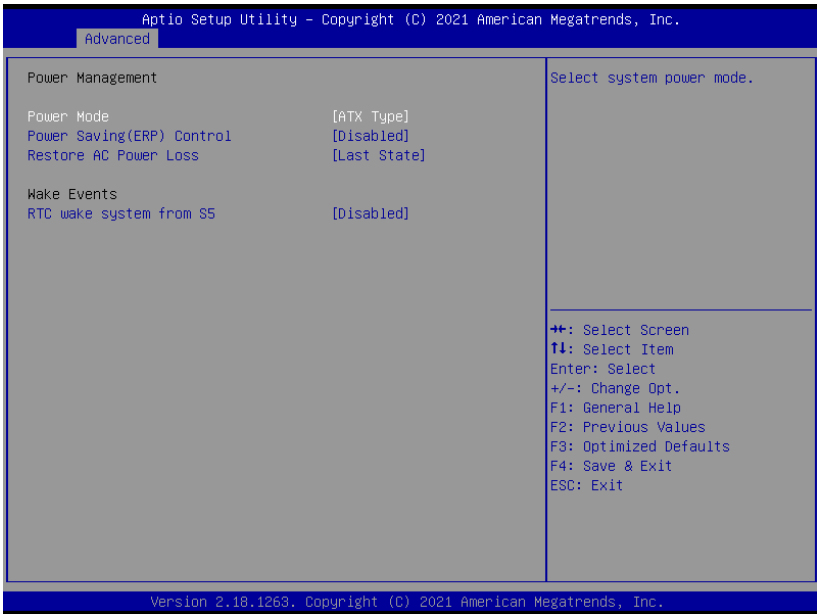 Aptio Setup Utility – Copyright (C) 2021 American Megatrends, Inc.
Advanced
Power Management
Power Mode [ATX Type]
Power Saving(ERP) Control [Disabled]
Restore AC Power Loss [Last State]
Wake Events
RTC wake system from S5 [Disabled]
Select system power mode.
→←: Select Screen
↑↓: Select Item
Enter: Select
+/-: Change Opt.
F1: General Help
F2: Previous Values
F3: Optimized Defaults
F4: Save & Exit
ESC: Exit
Version 2.18.1263. Copyright (C) 2021 American Megatrends, Inc.